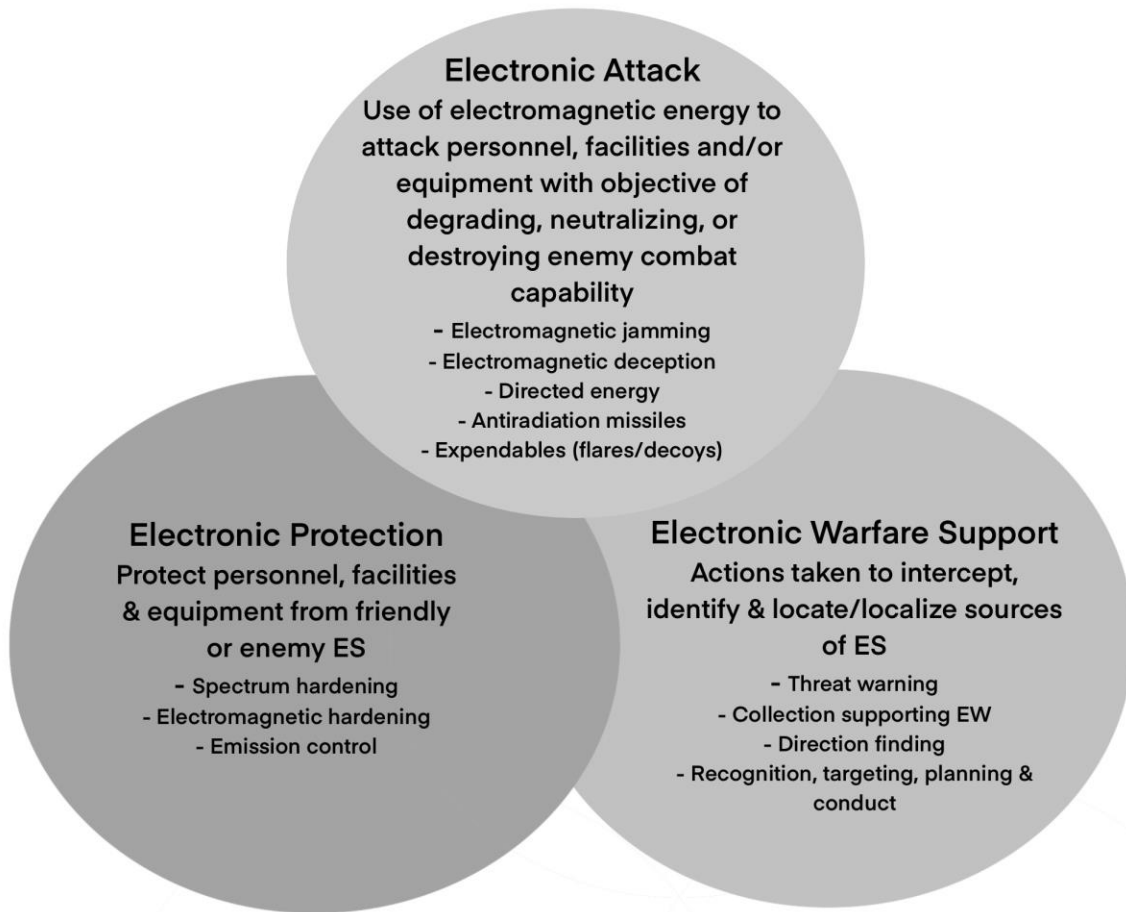 Electronic Attack
Use of electromagnetic energy to
attack personnel, facilities and/or
equipment with objective of
degrading, neutralizing, or
destroying enemy combat
capability
- Electromagnetic jamming
- Electromagnetic deception
- Directed energy
- Antiradiation missiles
- Expendables (flares/decoys)
Electronic Protection
Protect personnel, facilities
& equipment from friendly
or enemy ES
- Spectrum hardening
- Electromagnetic hardening
- Emission control
Electronic Warfare Support
Actions taken to intercept,
identify & locate/localize sources
of ES
- Threat warning
- Collection supporting EW
- Direction finding
- Recognition, targeting, planning &
conduct